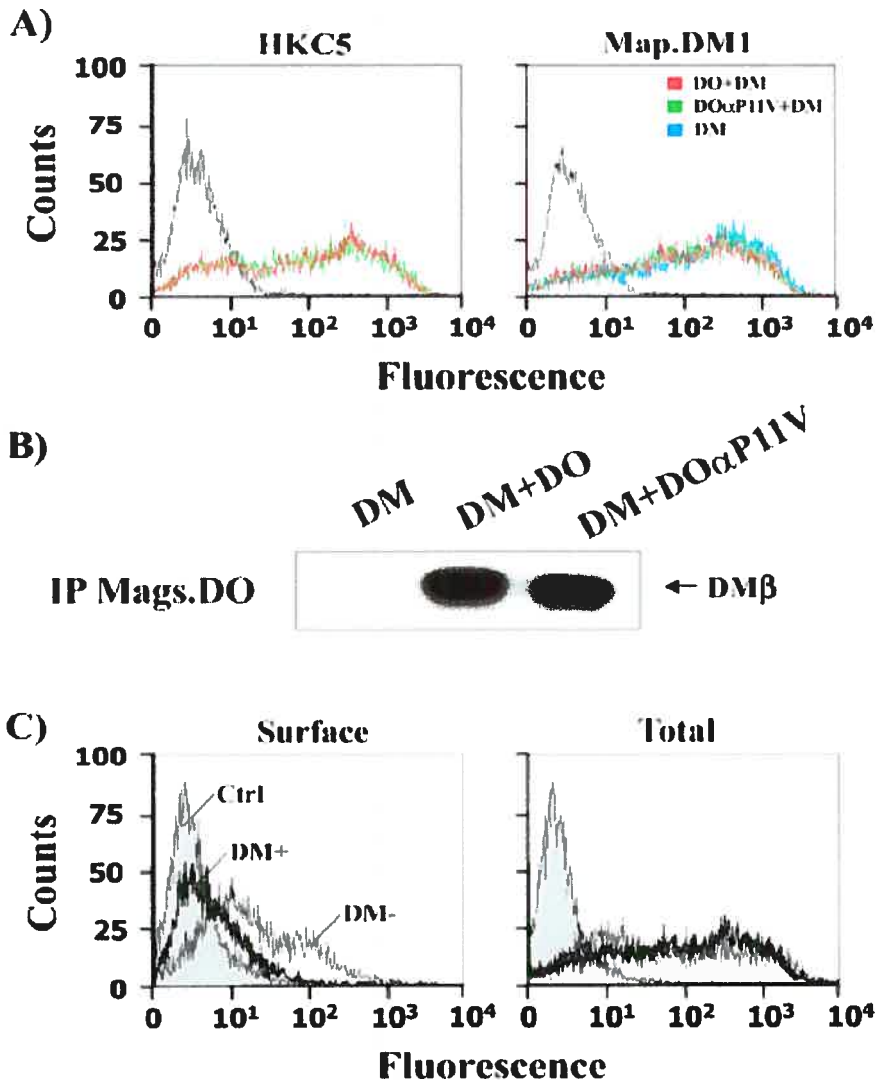 A)
HKC5
Map.DM1
100
75
50
25
0
Counts
DO+DM
DOαP11V+DM
DM
0 10¹ 10² 10³ 10⁴
0 10¹ 10² 10³ 10⁴
Fluorescence
B)
DM
DM+DO
DM+DOαP11V
IP Mags.DO
← DMβ
C)
Surface
Total
100
75
50
25
0
Counts
Ctrl
DM+
DM-
0 10¹ 10² 10³ 10⁴
0 10¹ 10² 10³ 10⁴
Fluorescence